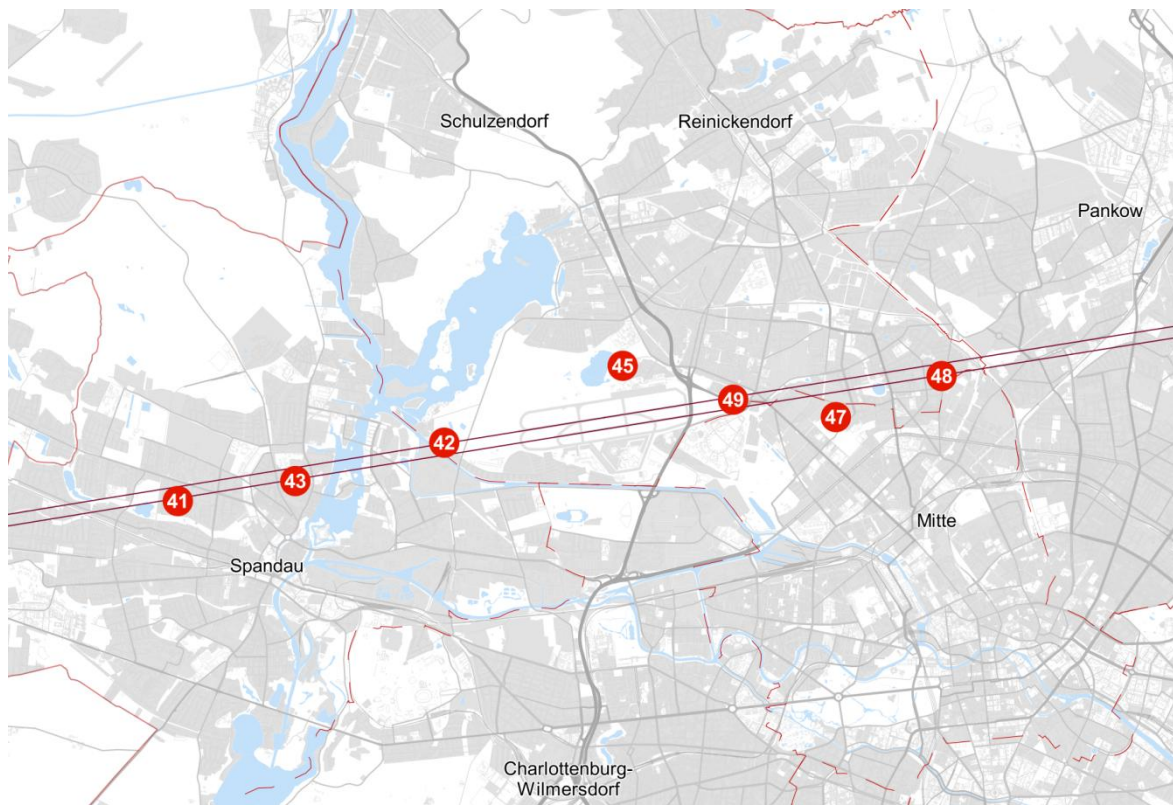 Schulzendorf
Reinickendorf
Pankow
45
49
48
47
42
43
41
Mitte
Spandau
Charlottenburg-
Wilmersdorf